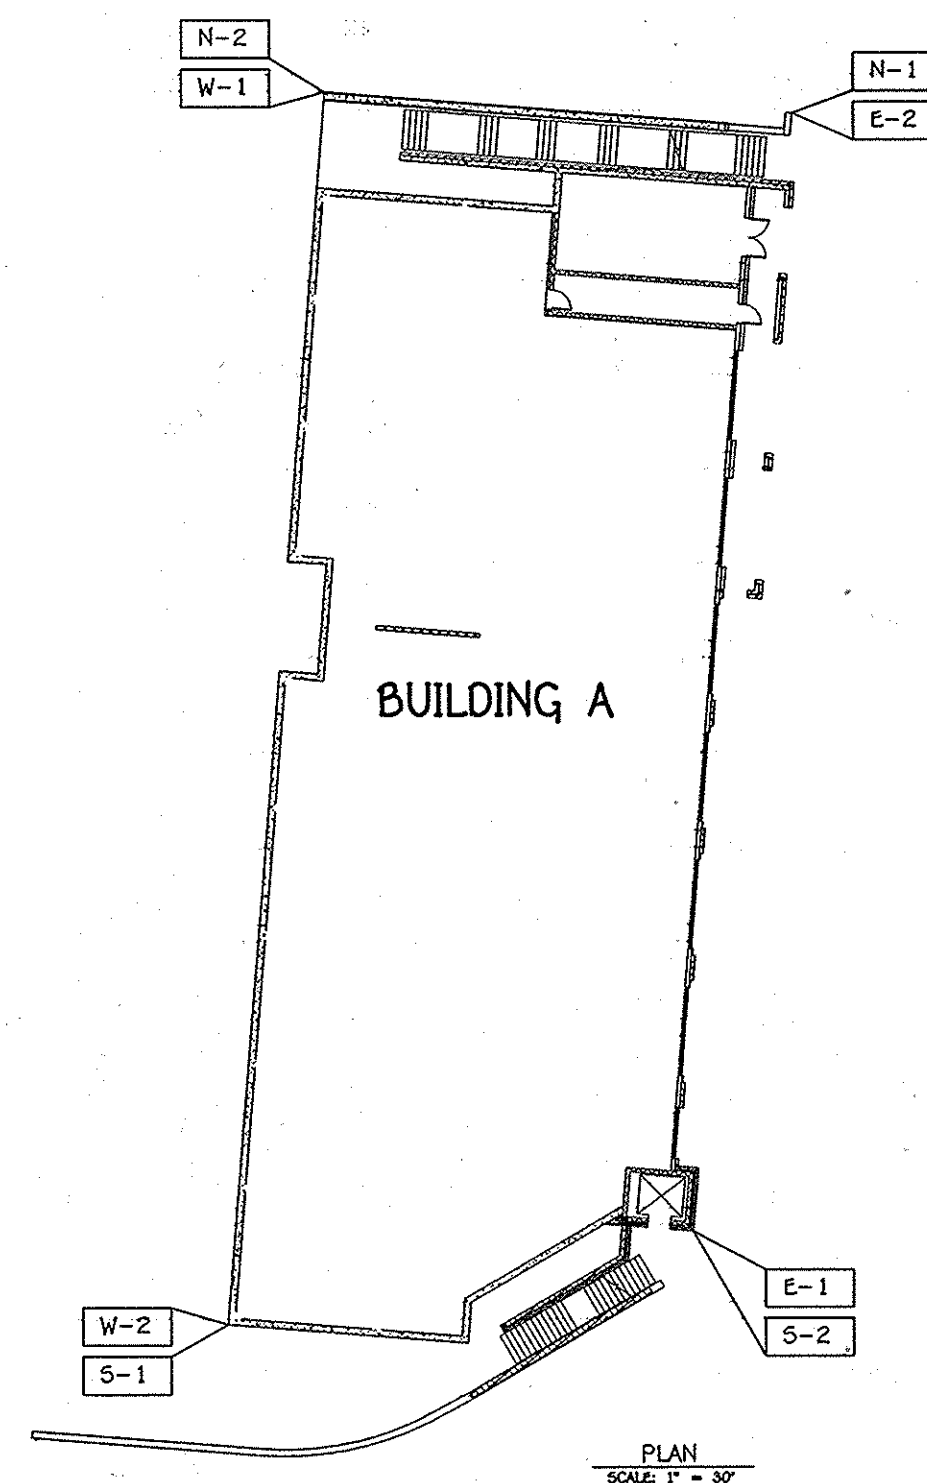 N-2
W-1
N-1
E-2
BUILDING A
E-1
S-2
W-2
S-1
PLAN
SCALE: 1" = 30'